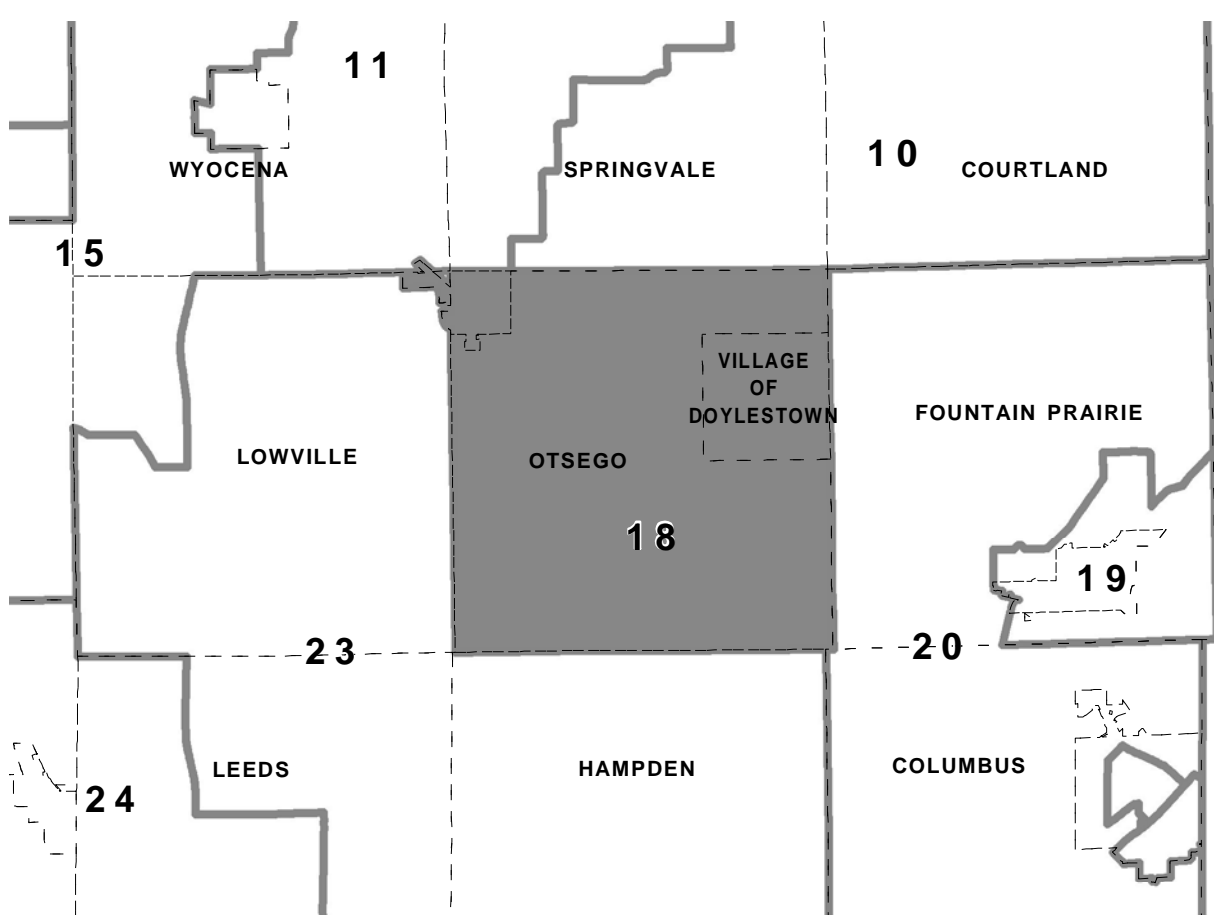 11
10
WYOCENA
SPRINGVALE
COURTLAND
15
VILLAGE
OF
DOYLESTOWN
FOUNTAIN PRAIRIE
LOWVILLE
OTSEGO
18
19
23
20
LEEDS
HAMPDEN
COLUMBUS
24